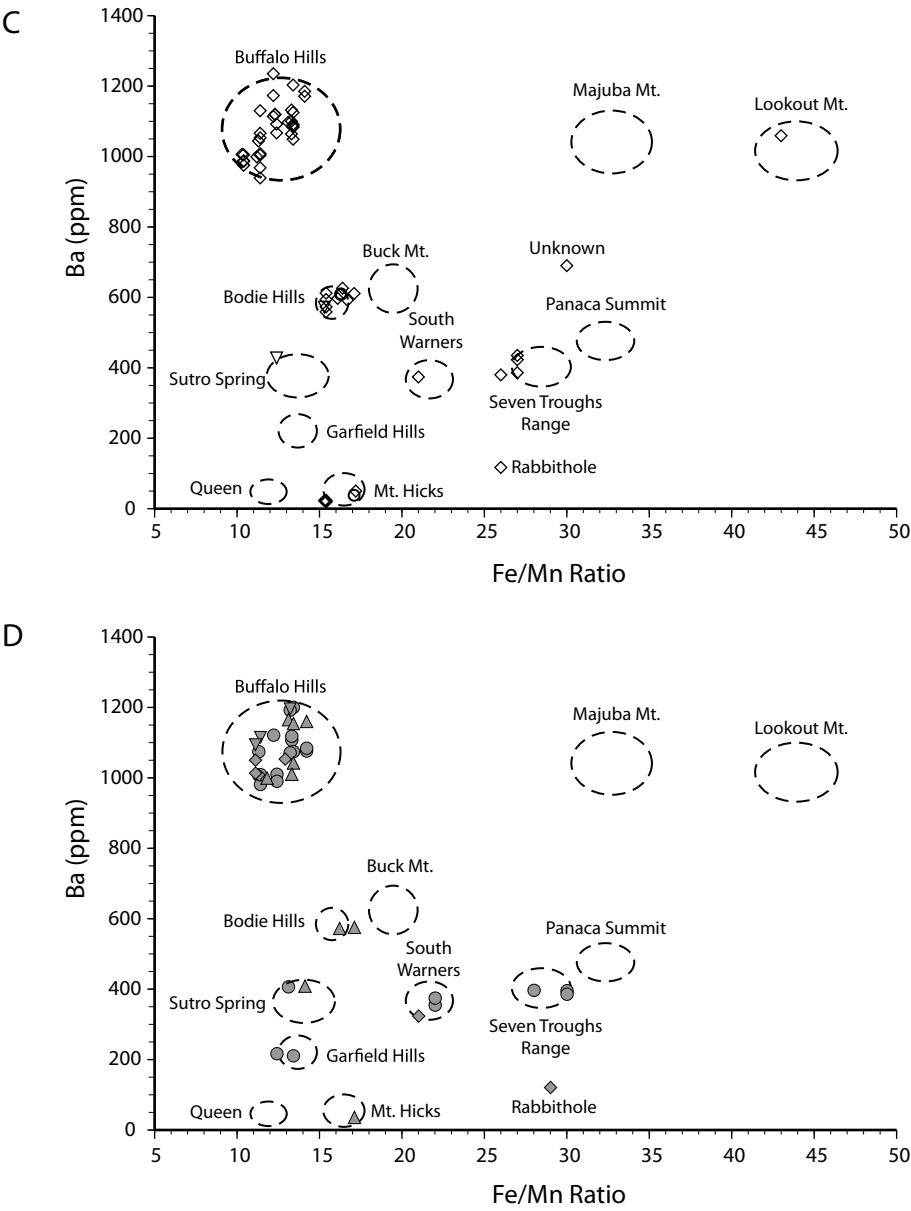 C
1400
Buffalo Hills
1200
Majuba Mt.
Lookout Mt.
1000
Ba (ppm)
800
Unknown
Buck Mt.
600
Bodie Hills
Panaca Summit
South
Warners
400
Sutro Spring
Seven Troughs
Range
200
Garfield Hills
Rabbithole
Queen
Mt. Hicks
0
5 10 15 20 25 30 35 40 45 50
Fe/Mn Ratio
D
1400
Buffalo Hills
1200
Majuba Mt.
Lookout Mt.
1000
Ba (ppm)
800
Buck Mt.
600
Bodie Hills
Panaca Summit
South
Warners
400
Sutro Spring
Seven Troughs
Range
200
Garfield Hills
Rabbithole
Queen
Mt. Hicks
0
5 10 15 20 25 30 35 40 45 50
Fe/Mn Ratio